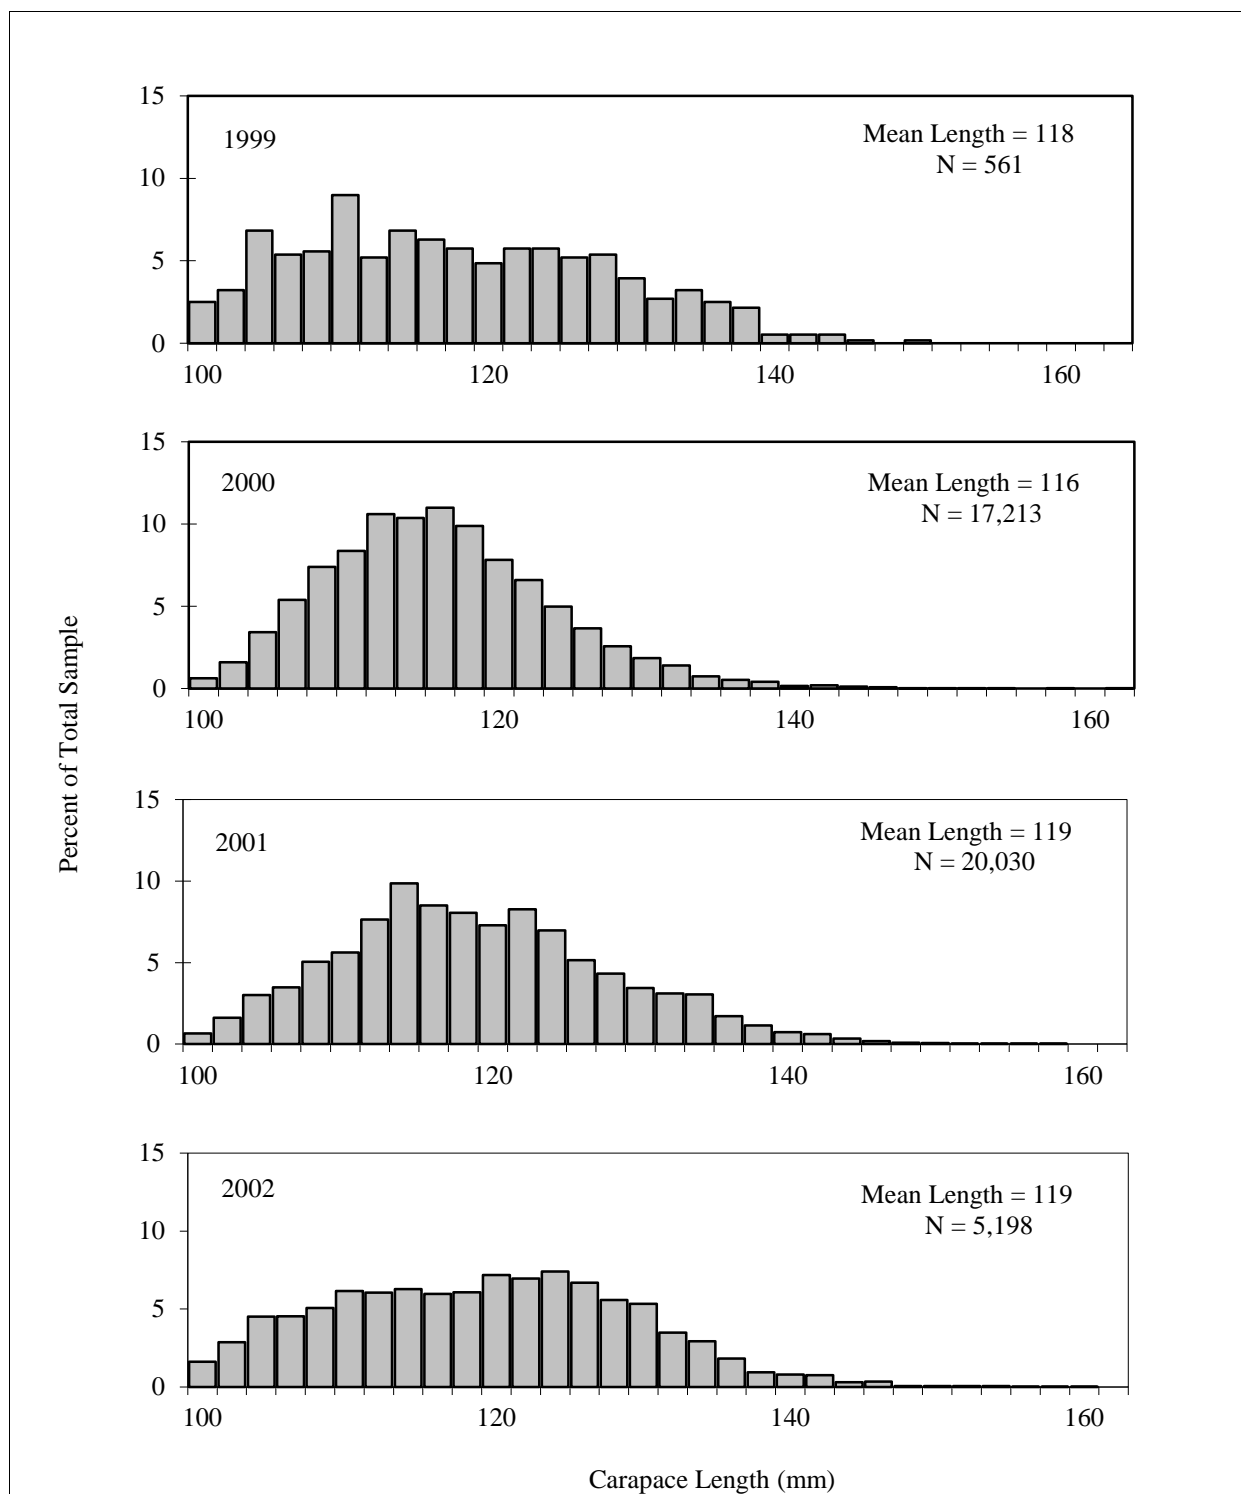 15
1999
Mean Length = 118
N = 561
10
5
0
100 120 140 160
15
2000
Mean Length = 116
N = 17,213
10
5
0
100 120 140 160
Percent of Total Sample
15
2001
Mean Length = 119
N = 20,030
10
5
0
100 120 140 160
15
2002
Mean Length = 119
N = 5,198
10
5
0
100 120 140 160
Carapace Length (mm)